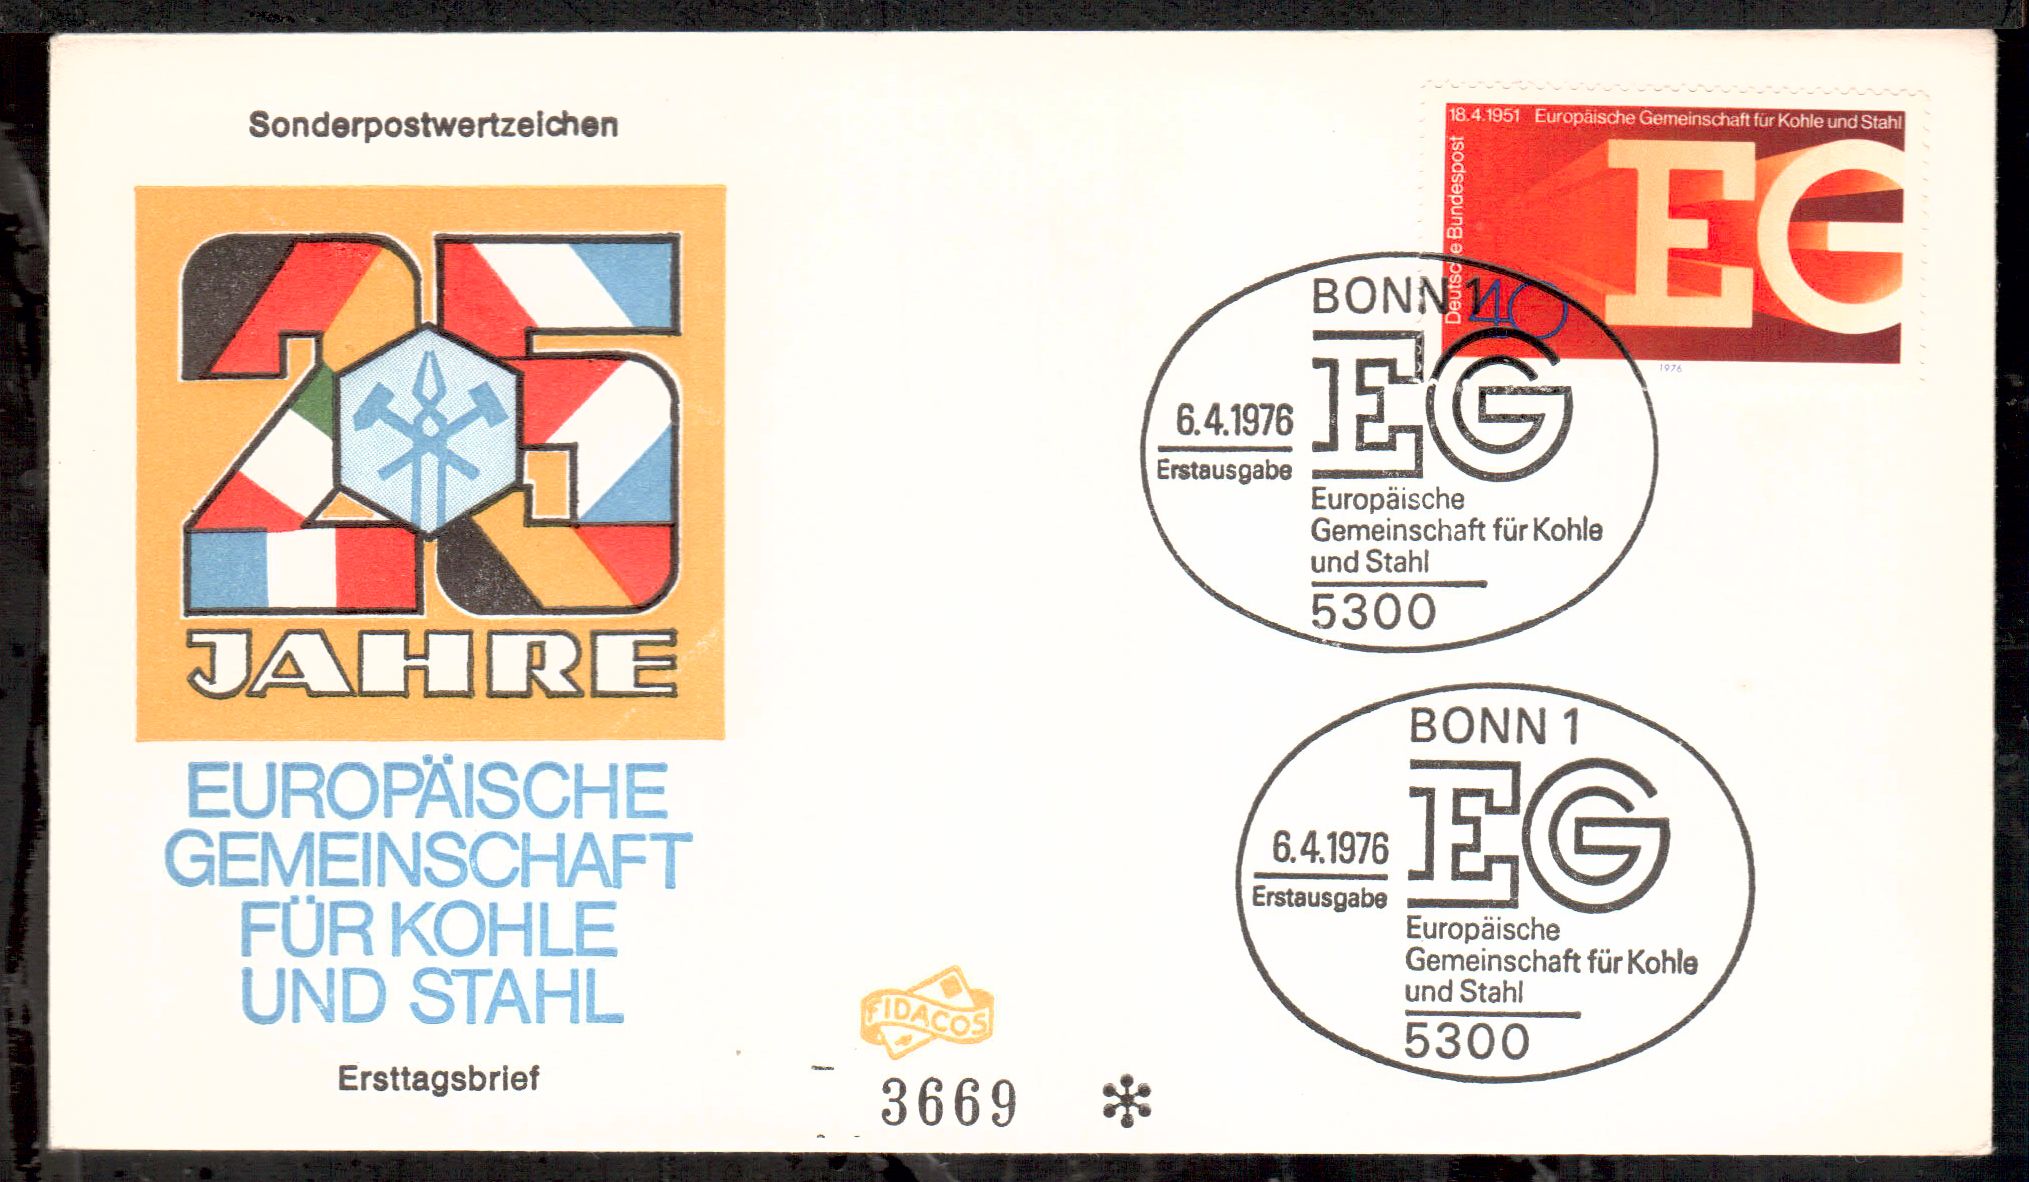 Sonderpostwertzeichen
25
JAHRE
EUROPÄISCHE
GEMEINSCHAFT
FÜR KOHLE
UND STAHL
Ersttagsbrief
FIDACOS
3669
18.4.1951 Europäische Gemeinschaft für Kohle und Stahl
Deutsche Bundespost
EG
40
1976
BONN 1
EG
6.4.1976
Erstausgabe
Europäische
Gemeinschaft für Kohle
und Stahl
5300
BONN 1
EG
6.4.1976
Erstausgabe
Europäische
Gemeinschaft für Kohle
und Stahl
5300